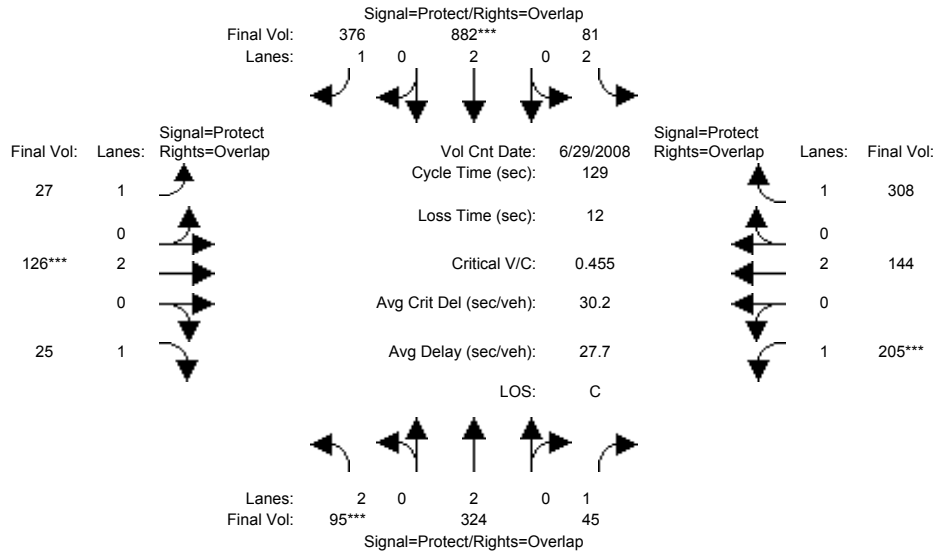 Signal=Protect/Rights=Overlap
Final Vol: 376 882*** 81
Lanes: 1 0 2 0 2
Signal=Protect Signal=Protect
Final Vol: Lanes: Rights=Overlap Vol Cnt Date: 6/29/2008 Rights=Overlap Lanes: Final Vol:
Cycle Time (sec): 129
27 1 1 308
Loss Time (sec): 12
0 0
126*** 2 Critical V/C: 0.455 2 144
0 Avg Crit Del (sec/veh): 30.2 0
25 1 Avg Delay (sec/veh): 27.7 1 205***
LOS: C
Lanes: 2 0 2 0 1
Final Vol: 95*** 324 45
Signal=Protect/Rights=Overlap